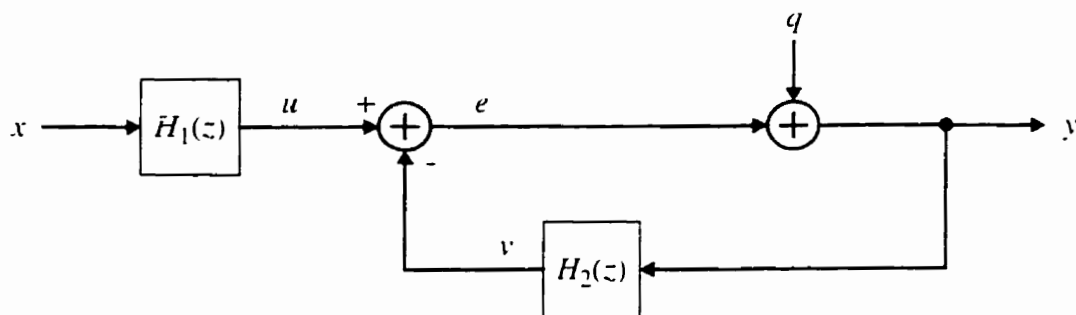 q
x
H₁(z)
u
+
+
e
+
y
-
v
H₂(z)